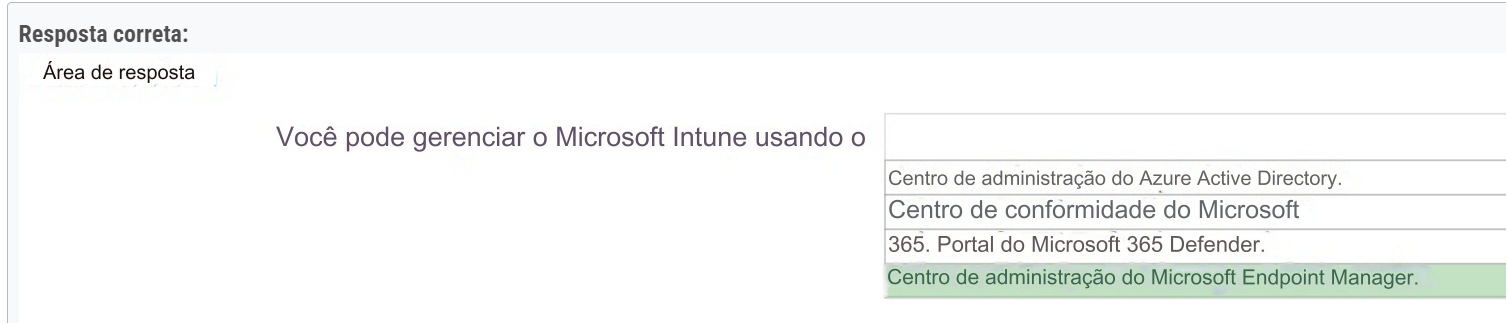 Resposta correta:
Área de resposta
Você pode gerenciar o Microsoft Intune usando o
Centro de administração do Azure Active Directory.
Centro de conformidade do Microsoft
365. Portal do Microsoft 365 Defender.
Centro de administração do Microsoft Endpoint Manager.